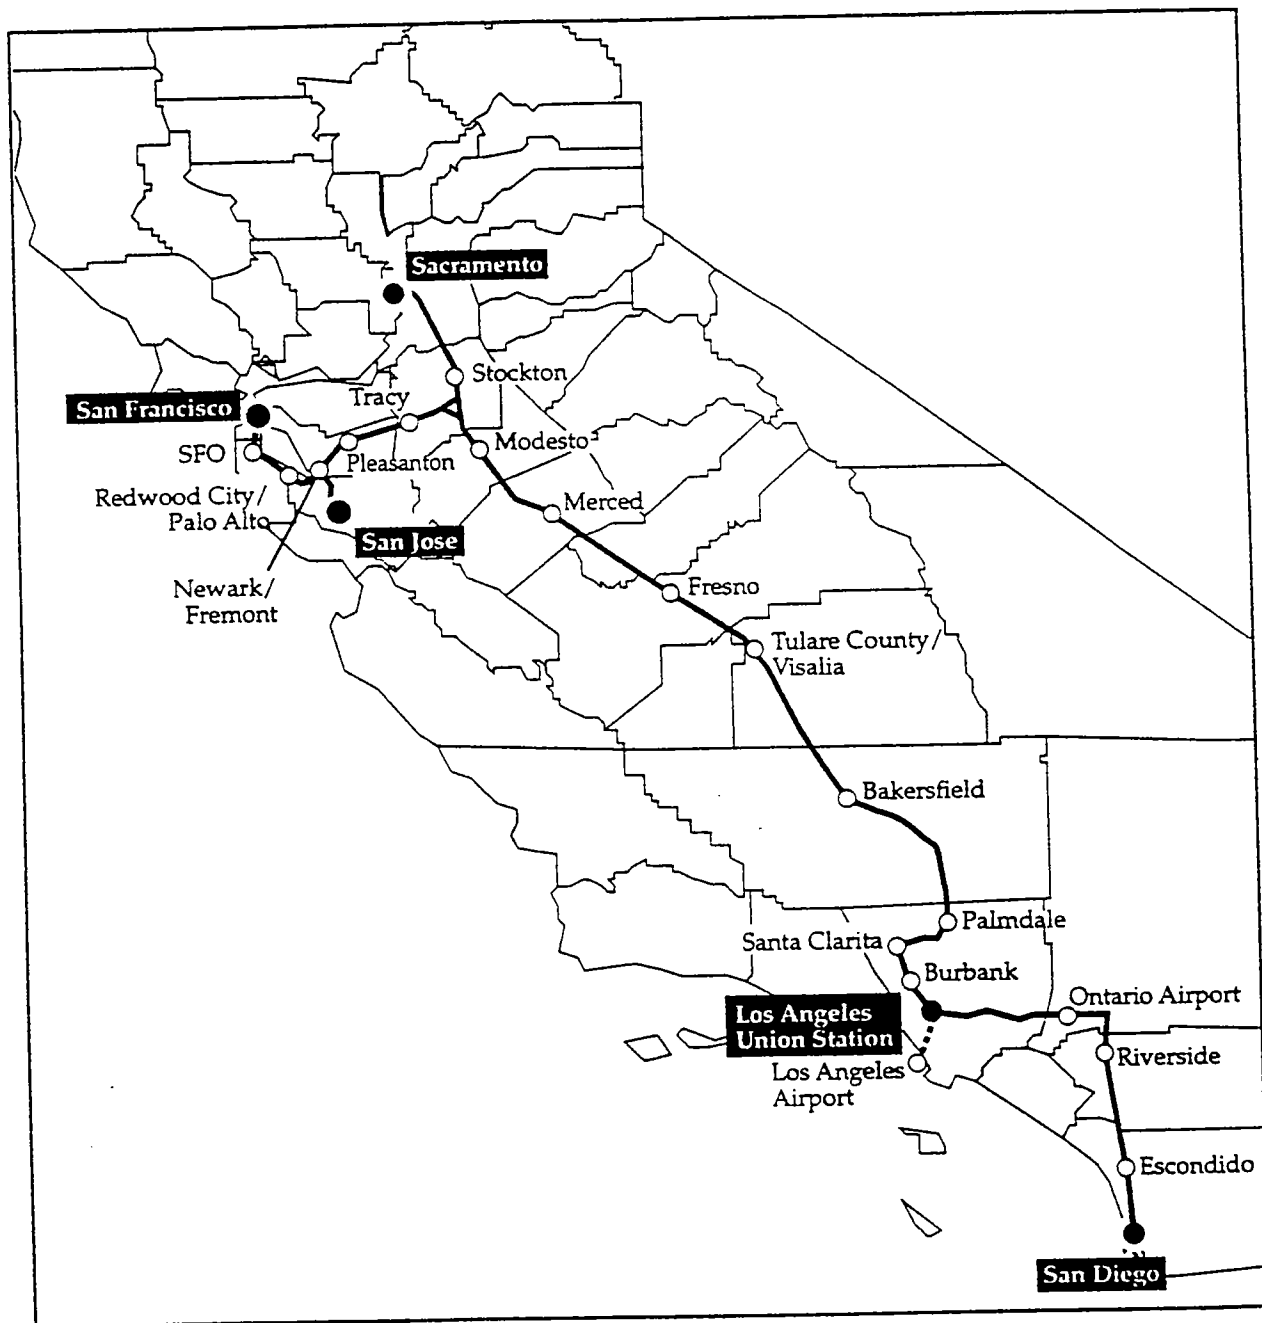 Sacramento
Stockton
Tracy
San Francisco
SFO
Modesto
Pleasanton
Redwood City/
Palo Alto
Merced
San Jose
Newark/
Fremont
Fresno
Tulare County/
Visalia
Bakersfield
Palmdale
Santa Clarita
Burbank
Ontario Airport
Los Angeles
Union Station
Riverside
Los Angeles
Airport
Escondido
San Diego